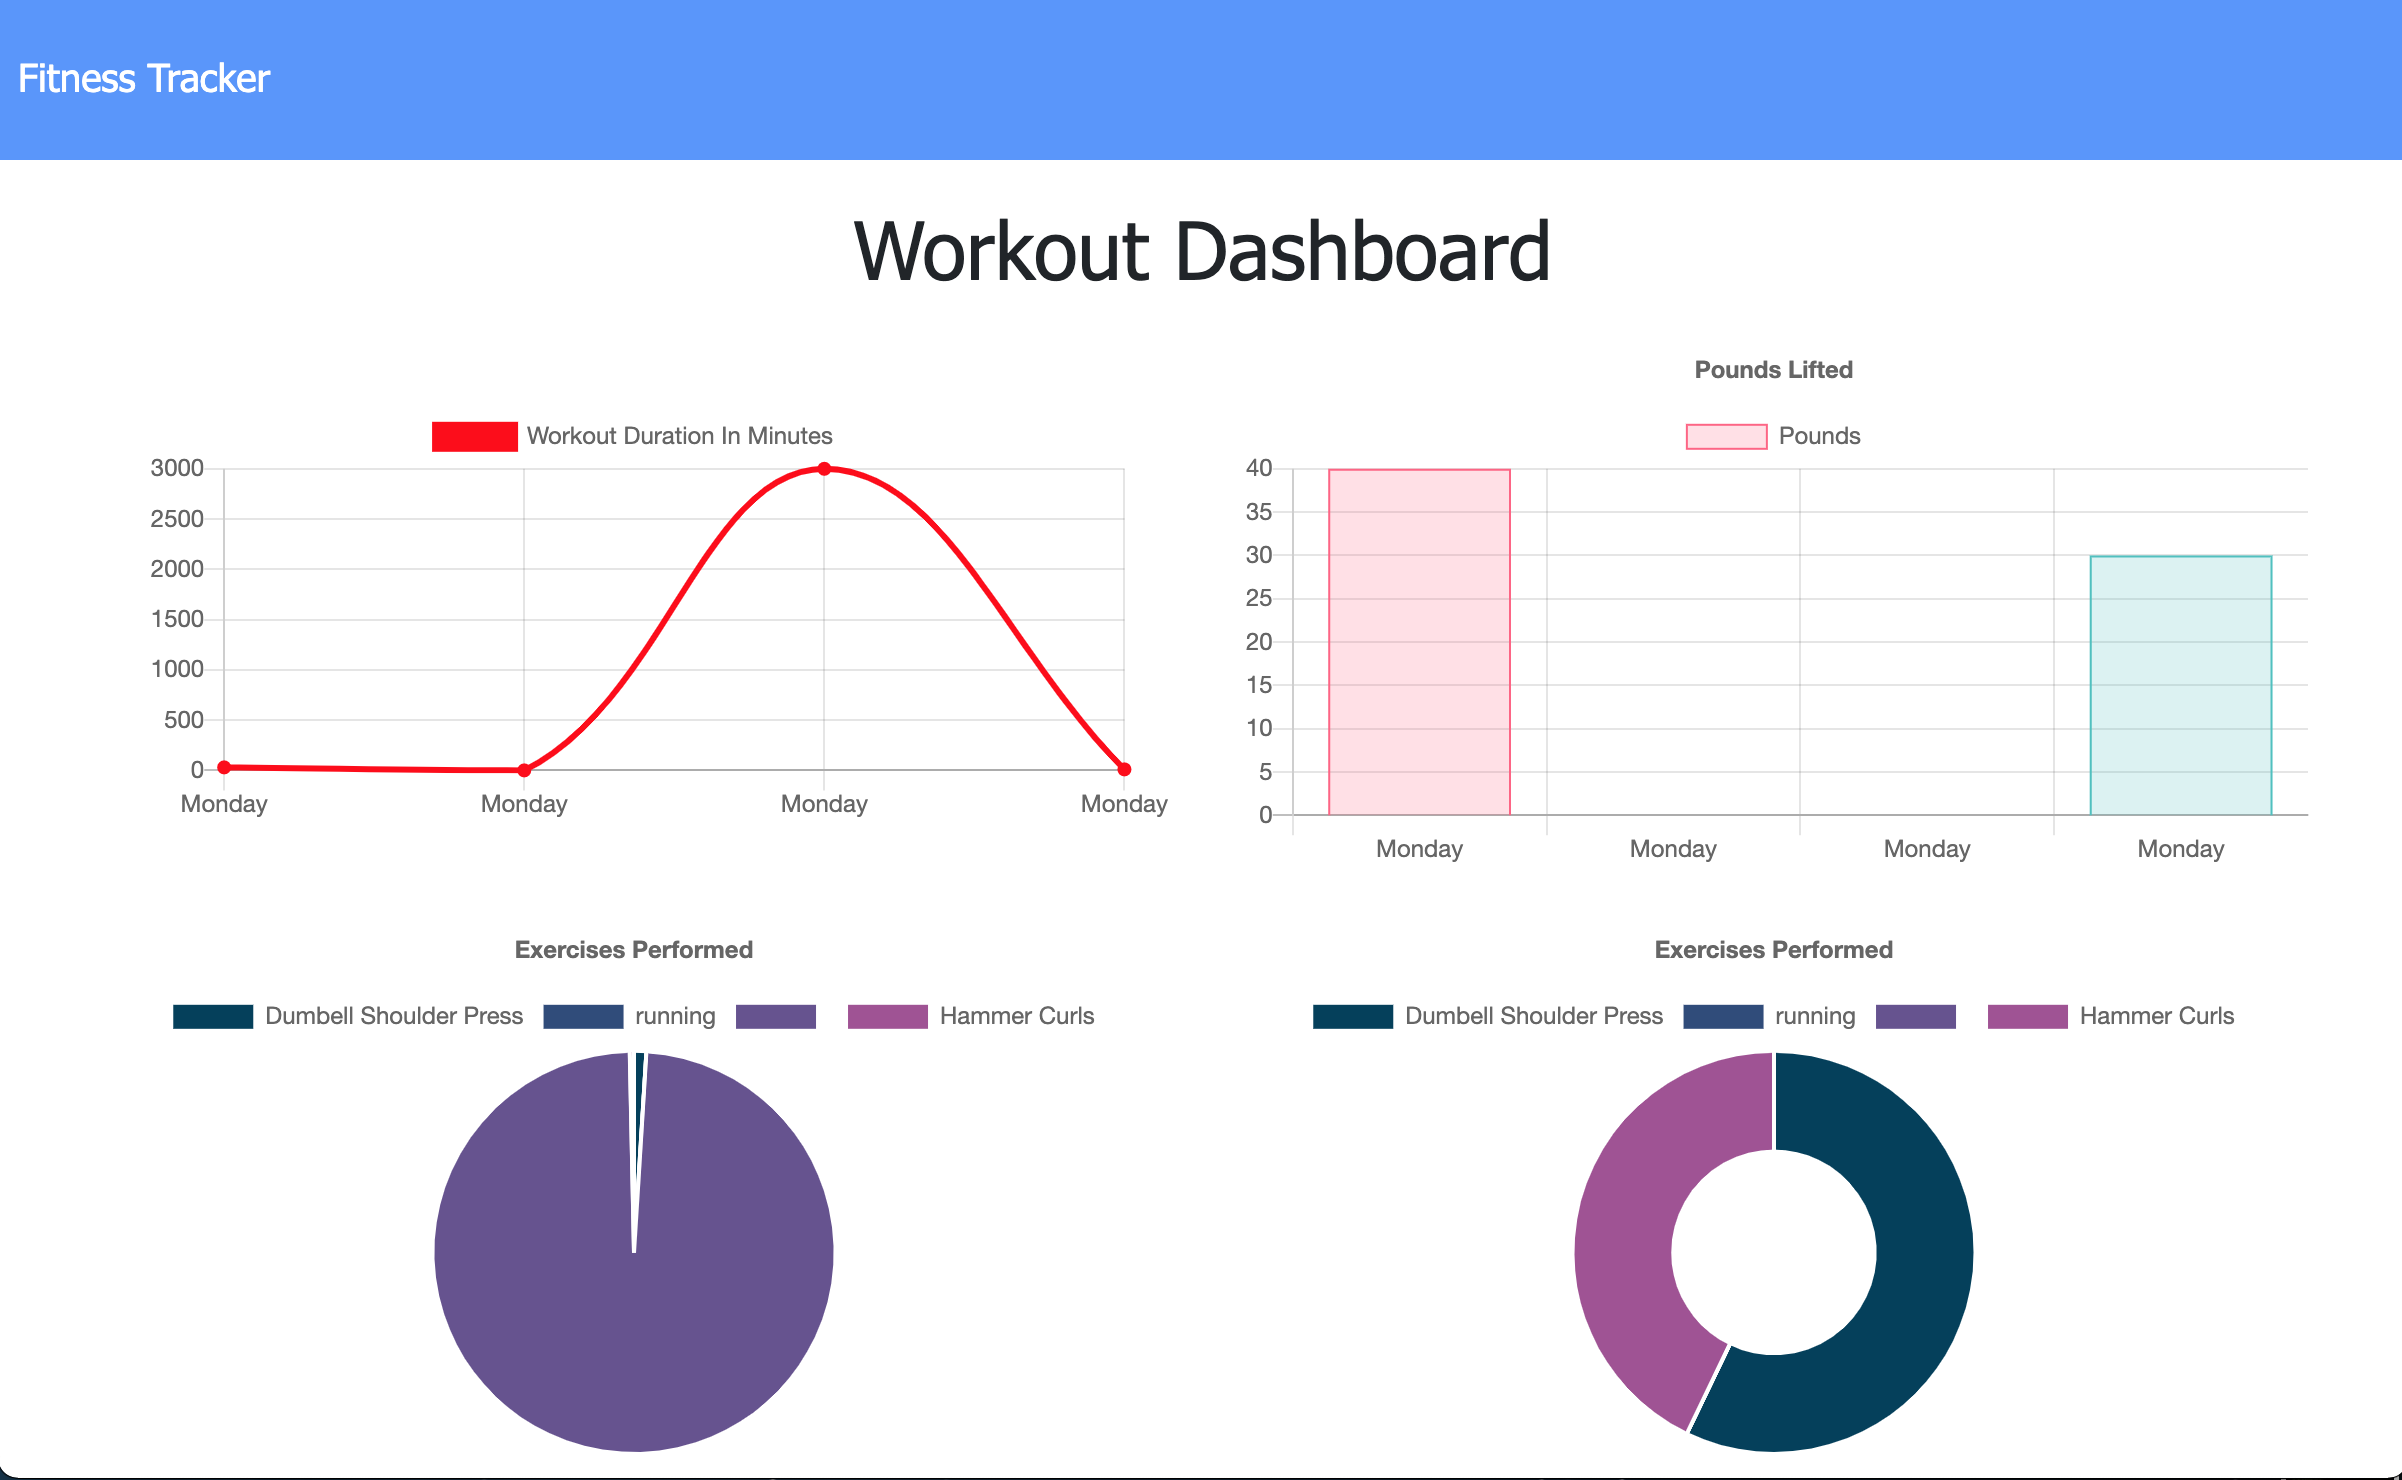 Fitness Tracker
Workout Dashboard
Workout Duration In Minutes
3000
2500
2000
1500
1000
500
0
Monday Monday Monday Monday
Pounds Lifted
Pounds
40
35
30
25
20
15
10
5
0
Monday Monday Monday Monday
Exercises Performed
Dumbell Shoulder Press running Hammer Curls
Exercises Performed
Dumbell Shoulder Press running Hammer Curls